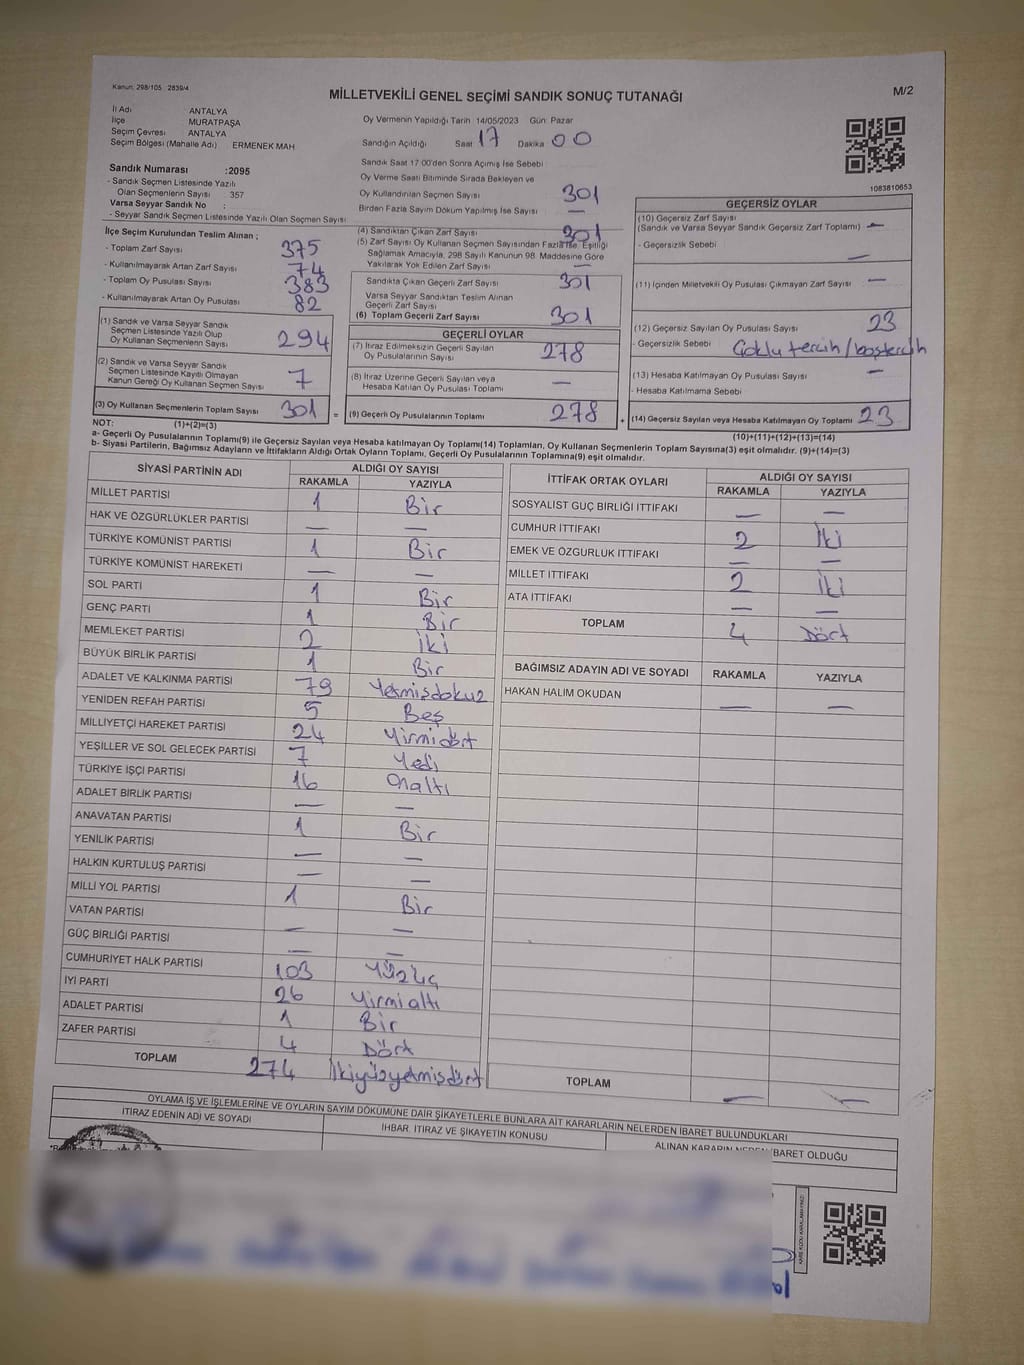 Kanun: 298/105 2839/4
MİLLETVEKİLİ GENEL SEÇİMİ SANDIK SONUÇ TUTANAĞI
M/2
İl Adı : ANTALYA
İlçe : MURATPAŞA
Seçim Çevresi : ANTALYA
Seçim Bölgesi (Mahalle Adı) : ERMENEK MAH
Oy Vermenin Yapıldığı Tarih 14/05/2023 Gün: Pazar
Sandığın Açıldığı Saat 17 Dakika 00
Sandık Saat 17:00'den Sonra Açımış İse Sebebi
Oy Verme Saati Bitiminde Sırada Bekleyen ve
Oy Kullandırılan Seçmen Sayısı 301
Birden Fazla Sayım Döküm Yapılmış İse Sayısı —
Sandık Numarası :2095
- Sandık Seçmen Listesinde Yazılı
Olan Seçmenlerin Sayısı : 357
Varsa Seyyar Sandık No :
- Seyyar Sandık Seçmen Listesinde Yazılı Olan Seçmen Sayısı
1083810653
İlçe Seçim Kurulundan Teslim Alınan ;
- Toplam Zarf Sayısı 375
- Kullanılmayarak Artan Zarf Sayısı 74
- Toplam Oy Pusulası Sayısı 383
- Kullanılmayarak Artan Oy Pusulası 82
(1) Sandık ve Varsa Seyyar Sandık
Seçmen Listesinde Yazılı Olup
Oy Kullanan Seçmenlerin Sayısı 294
(2) Sandık ve Varsa Seyyar Sandık
Seçmen Listesinde Kayıtlı Olmayan
Kanun Gereği Oy Kullanan Seçmen Sayısı 7
(3) Oy Kullanan Seçmenlerin Toplam Sayısı 301 =
(4) Sandıktan Çıkan Zarf Sayısı 301
(5) Zarf Sayısı Oy Kullanan Seçmen Sayısından Fazla ise, Eşitliği
Sağlamak Amacıyla, 298 Sayılı Kanunun 98. Maddesine Göre
Yakılarak Yok Edilen Zarf Sayısı —
Sandıkta Çıkan Geçerli Zarf Sayısı 301
Varsa Seyyar Sandıktan Teslim Alınan
Geçerli Zarf Sayısı
(6) Toplam Geçerli Zarf Sayısı 301
GEÇERLİ OYLAR
(7) İtiraz Edilmeksizin Geçerli Sayılan
Oy Pusulalarının Sayısı 278
(8) İtiraz Üzerine Geçerli Sayılan veya
Hesaba Katılan Oy Pusulası Toplamı —
(9) Geçerli Oy Pusulalarının Toplamı 278 +
GEÇERSİZ OYLAR
(10) Geçersiz Zarf Sayısı
(Sandık ve Varsa Seyyar Sandık Geçersiz Zarf Toplamı) —
- Geçersizlik Sebebi —
(11) İçinden Milletvekili Oy Pusulası Çıkmayan Zarf Sayısı —
(12) Geçersiz Sayılan Oy Pusulası Sayısı 23
- Geçersizlik Sebebi Çoklu tercih/boş tercih
(13) Hesaba Katılmayan Oy Pusulası Sayısı —
- Hesaba Katılmama Sebebi
(14) Geçersiz Sayılan veya Hesaba Katılmayan Oy Toplamı 23
NOT: (1)+(2)=(3)
(10)+(11)+(12)+(13)=(14)
a- Geçerli Oy Pusulalarının Toplamı(9) ile Geçersiz Sayılan veya Hesaba katılmayan Oy Toplamı(14) Toplamları, Oy Kullanan Seçmenlerin Toplam Sayısına(3) eşit olmalıdır. (9)+(14)=(3)
b- Siyasi Partilerin, Bağımsız Adayların ve İttifakların Aldığı Ortak Oyların Toplamı, Geçerli Oy Pusulalarının Toplamına(9) eşit olmalıdır.
SİYASİ PARTİNİN ADI ALDIĞI OY SAYISI
RAKAMLA YAZIYLA
MİLLET PARTİSİ 1 Bir
HAK VE ÖZGÜRLÜKLER PARTİSİ — —
TÜRKİYE KOMÜNİST PARTİSİ 1 Bir
TÜRKİYE KOMÜNİST HAREKETİ — —
SOL PARTİ 1 Bir
GENÇ PARTİ 1 Bir
MEMLEKET PARTİSİ 2 İki
BÜYÜK BİRLİK PARTİSİ 1 Bir
ADALET VE KALKINMA PARTİSİ 79 Yetmişdokuz
YENİDEN REFAH PARTİSİ 5 Beş
MİLLİYETÇİ HAREKET PARTİSİ 24 Yirmidört
YEŞİLLER VE SOL GELECEK PARTİSİ 7 Yedi
TÜRKİYE İŞÇİ PARTİSİ 16 Onaltı
ADALET BİRLİK PARTİSİ — —
ANAVATAN PARTİSİ 1 Bir
YENİLİK PARTİSİ — —
HALKIN KURTULUŞ PARTİSİ — —
MİLLİ YOL PARTİSİ 1 Bir
VATAN PARTİSİ — —
GÜÇ BİRLİĞİ PARTİSİ — —
CUMHURİYET HALK PARTİSİ 103 Yüzüç
İYİ PARTİ 26 Yirmialtı
ADALET PARTİSİ 1 Bir
ZAFER PARTİSİ 4 Dört
TOPLAM 274 İkiyüzyetmişdört
İTTİFAK ORTAK OYLARI ALDIĞI OY SAYISI
RAKAMLA YAZIYLA
SOSYALİST GÜÇ BİRLİĞİ İTTİFAKI — —
CUMHUR İTTİFAKI 2 İki
EMEK VE ÖZGÜRLÜK İTTİFAKI — —
MİLLET İTTİFAKI 2 İki
ATA İTTİFAKI — —
TOPLAM 4 Dört
BAĞIMSIZ ADAYIN ADI VE SOYADI RAKAMLA YAZIYLA
HAKAN HALIM OKUDAN — —
TOPLAM — —
OYLAMA İŞ VE İŞLEMLERİNE VE OYLARIN SAYIM DÖKÜMÜNE DAİR ŞİKAYETLERLE BUNLARA AİT KARARLARIN NELERDEN İBARET BULUNDUKLARI
İTİRAZ EDENİN ADI VE SOYADI
İHBAR, İTİRAZ VE ŞİKAYETİN KONUSU
ALINAN KARARIN NEDEN İBARET OLDUĞU